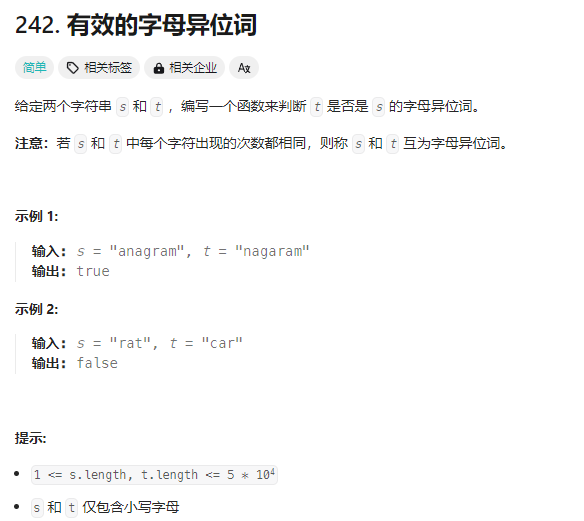 242. 有效的字母异位词
简单 相关标签 相关企业
给定两个字符串 s 和 t ，编写一个函数来判断 t 是否是 s 的字母异位词。
注意：若 s 和 t 中每个字符出现的次数都相同，则称 s 和 t 互为字母异位词。
示例 1:
输入: s = "anagram", t = "nagaram"
输出: true
示例 2:
输入: s = "rat", t = "car"
输出: false
提示:
• 1 <= s.length, t.length <= 5 * 10⁴
• s 和 t 仅包含小写字母